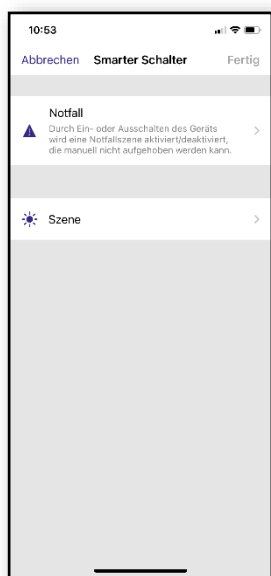 10:53
Abbrechen Smarter Schalter Fertig
Notfall
Durch Ein- oder Ausschalten des Geräts
wird eine Notfallszene aktiviert/deaktiviert,
die manuell nicht aufgehoben werden kann.
Szene